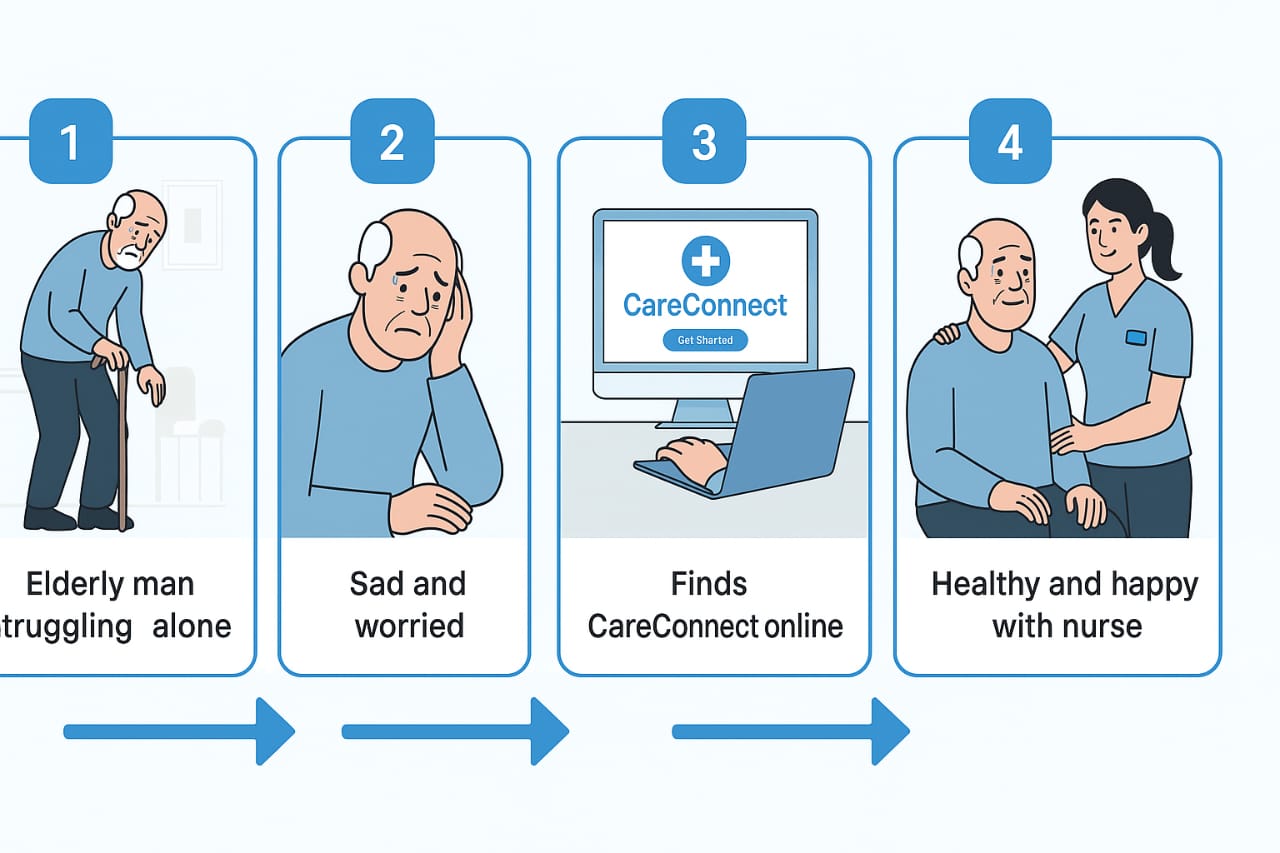 1
2
3
4
CareConnect
Get Sharted
Elderly man
truggling alone
Sad and
worried
Finds
CareConnect online
Healthy and happy
with nurse